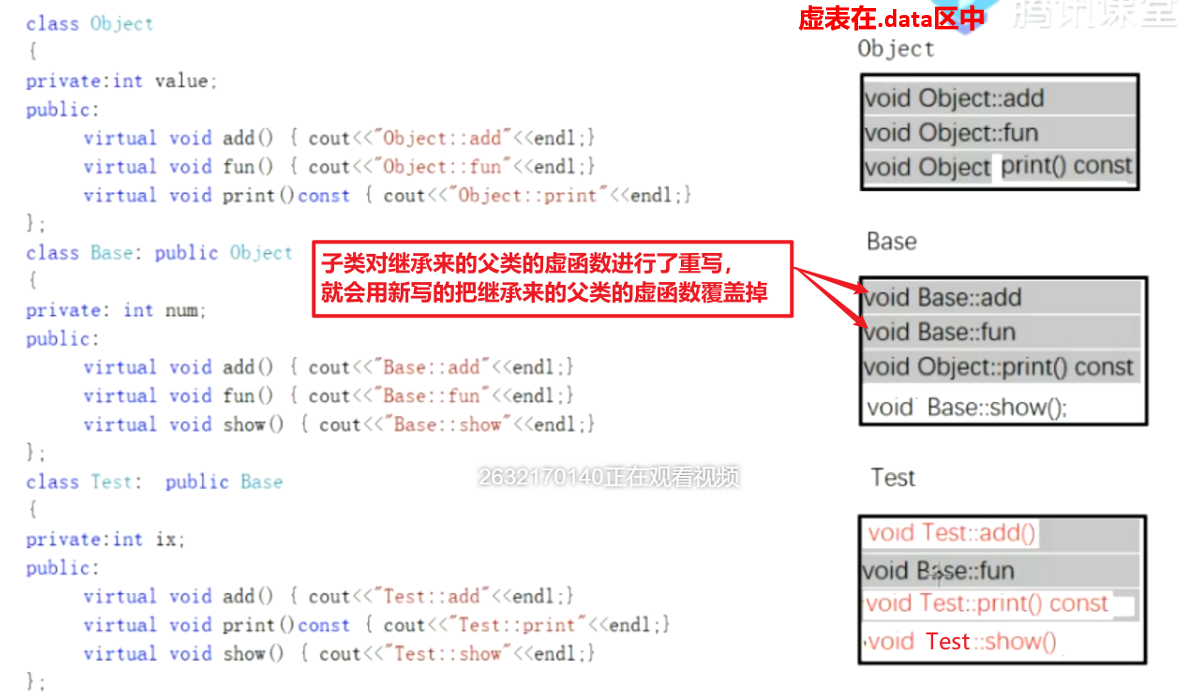 class Object
{
private:int value;
public:
virtual void add() { cout<<"Object::add"<<endl;}
virtual void fun() { cout<<"Object::fun"<<endl;}
virtual void print()const { cout<<"Object::print"<<endl;}
};
class Base: public Object
{
private: int num;
public:
virtual void add() { cout<<"Base::add"<<endl;}
virtual void fun() { cout<<"Base::fun"<<endl;}
virtual void show() { cout<<"Base::show"<<endl;}
};
class Test: public Base
{
private:int ix;
public:
virtual void add() { cout<<"Test::add"<<endl;}
virtual void print()const { cout<<"Test::print"<<endl;}
virtual void show() { cout<<"Test::show"<<endl;}
};
子类对继承来的父类的虚函数进行了重写，
就会用新写的把继承来的父类的虚函数覆盖掉
2632170140正在观看视频
腾讯课堂
虚表在.data区中
Object
void Object::add
void Object::fun
void Object print() const
Base
void Base::add
void Base::fun
void Object::print() const
void Base::show();
Test
void Test::add()
void Base::fun
void Test::print() const
void Test::show()